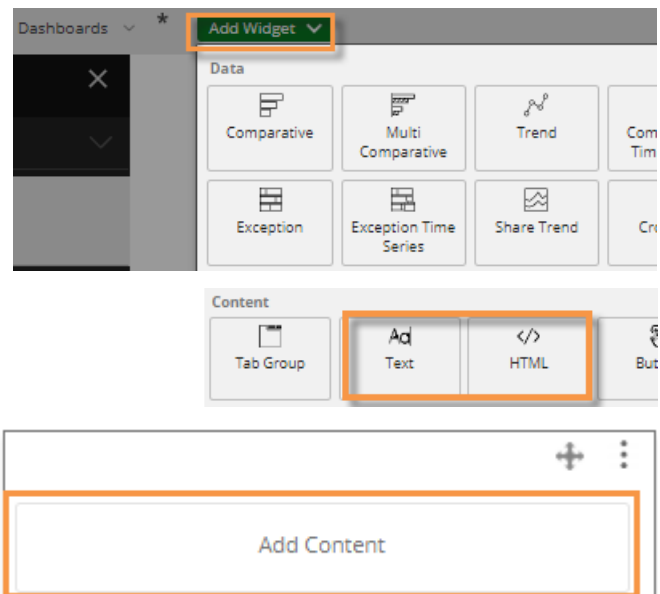 Dashboards *
Add Widget
Data
Comparative
Multi
Comparative
Trend
Exception
Exception Time
Series
Share Trend
Content
Tab Group
Ad
Text
</>
HTML
Add Content